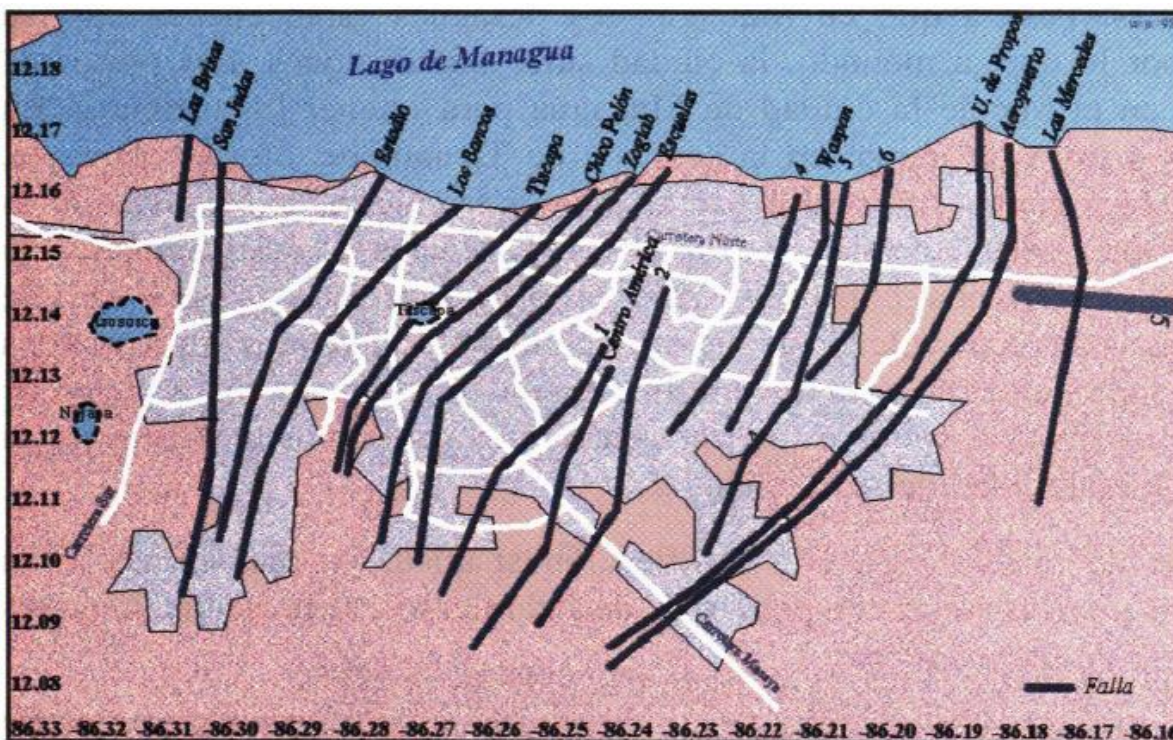 Lago de Managua
12.18
12.17
12.16
12.15
12.14
12.13
12.12
12.11
12.10
12.09
12.08
Las Brisas
San Judas
Estadio
Los Bancos
Tiscapa
Chico Pelón
Zogaib
Escuelas
4
Waspan
5
6
U. de Propos
Aeropuerto
Las Mercedes
Carretera Norte
Tiscapa
1
Centro América
2
Carretera Sur
Carretera Masaya
Falla
-86.33 -86.32 -86.31 -86.30 -86.29 -86.28 -86.27 -86.26 -86.25 -86.24 -86.23 -86.22 -86.21 -86.20 -86.19 -86.18 -86.17 -86.16